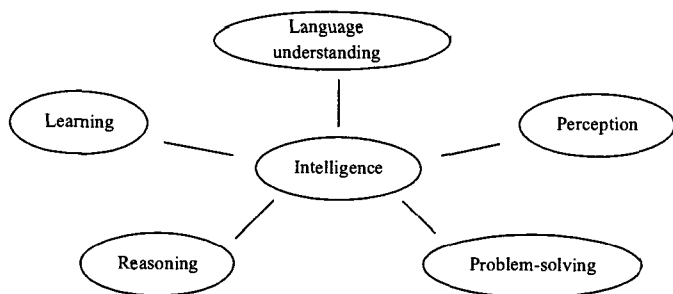 Language
understanding
Learning
Perception
Intelligence
Reasoning
Problem-solving